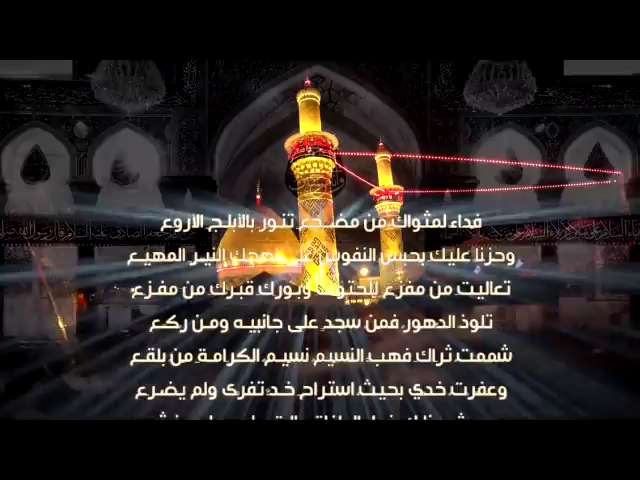 فداء لمثواك من مضجع تنور بالأبلج الأروع
وحزنا عليك بحبس النفوس على نهجك النير المهيع
تعاليت من مفزع للحتوف وبورك قبرك من مفزع
تلوذ الدهور فمن سجد على جانبيه ومن ركع
شممت ثراك فهب النسيم نسيم الكرامة من بلقع
وعفرت خدي بحيث استراح خد تفرى ولم يضرع